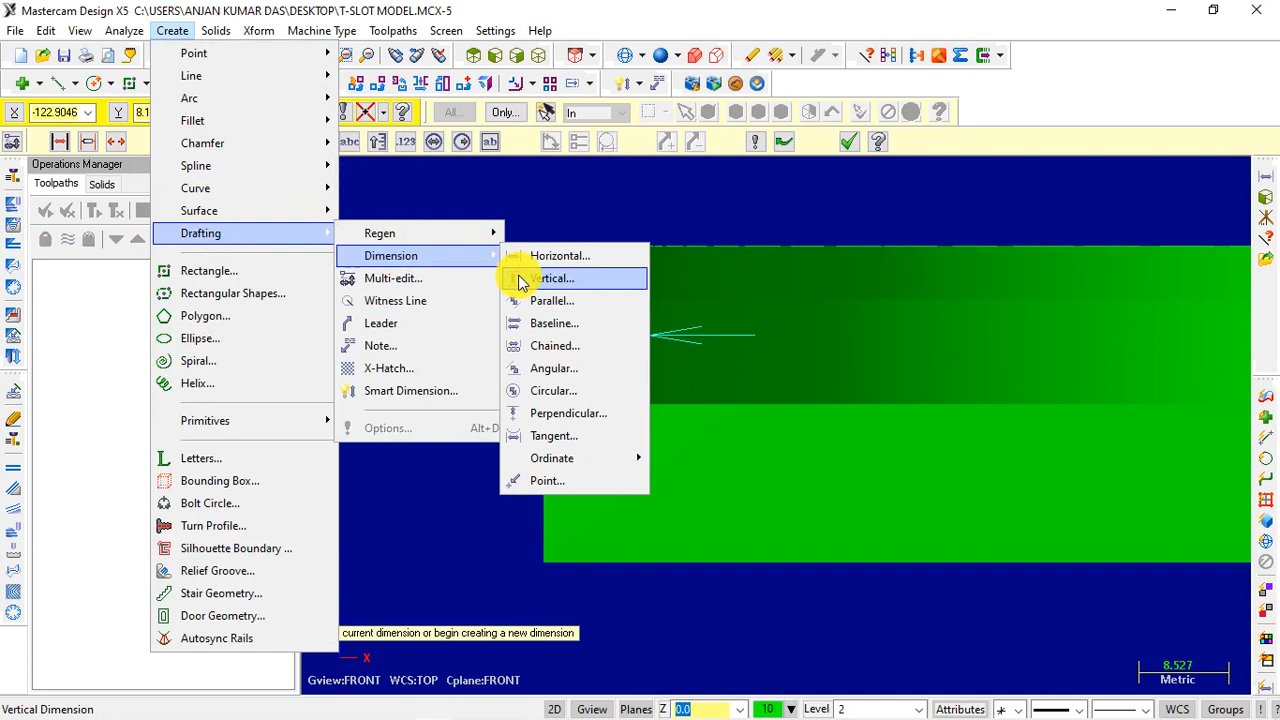 Mastercam Design X5 C:\USERS\ANJAN KUMAR DAS\DESKTOP\T-SLOT MODEL.MCX-5
File Edit View Analyze Create Solids Xform Machine Type Toolpaths Screen Settings Help
X -122.9046 Y 8.1 All... Only... In
abc .123 ab
Operations Manager
Toolpaths Solids
Point
Line
Arc
Fillet
Chamfer
Spline
Curve
Surface
Drafting
Rectangle...
Rectangular Shapes...
Polygon...
Ellipse...
Spiral...
Helix...
Primitives
Letters...
Bounding Box...
Bolt Circle...
Turn Profile...
Silhouette Boundary ...
Relief Groove...
Stair Geometry...
Door Geometry...
Autosync Rails
Regen
Dimension
Multi-edit...
Witness Line
Leader
Note...
X-Hatch...
Smart Dimension...
Options... Alt+D
Horizontal...
Vertical...
Parallel...
Baseline...
Chained...
Angular...
Circular...
Perpendicular...
Tangent...
Ordinate
Point...
current dimension or begin creating a new dimension
X
Gview:FRONT WCS:TOP Cplane:FRONT
8.527
Metric
Vertical Dimension
2D Gview Planes Z 0.0 10 Level 2 Attributes WCS Groups